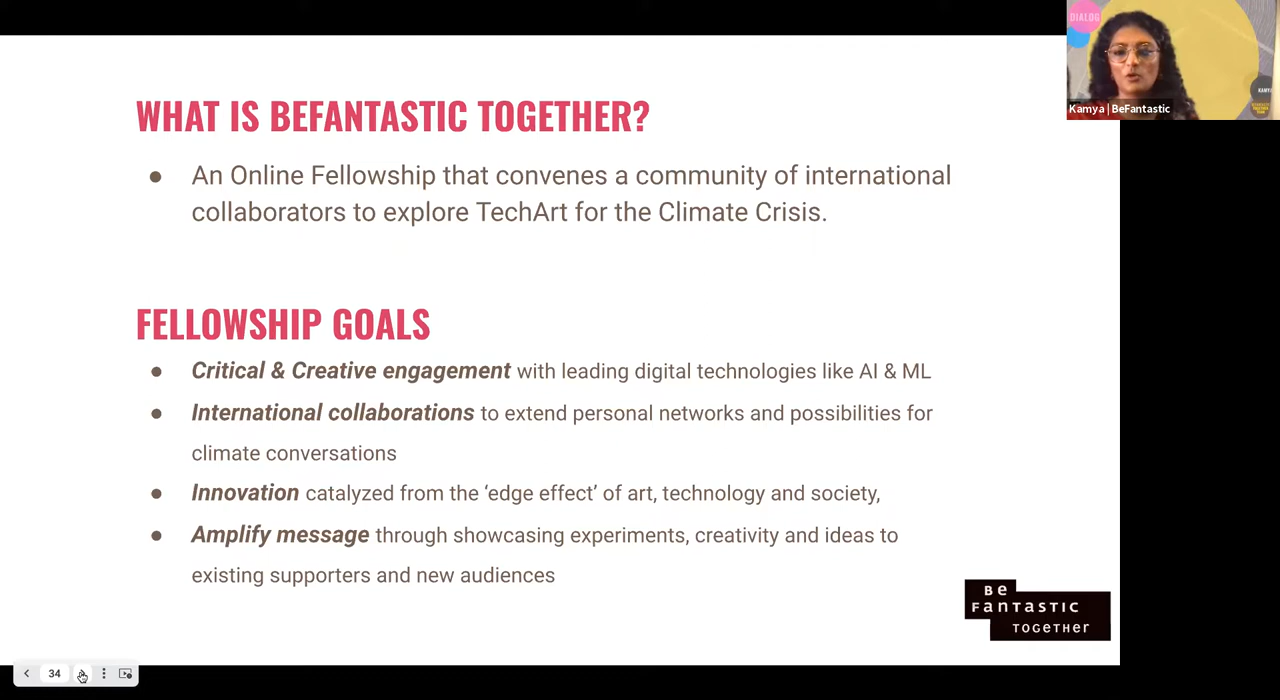 DIALOG
KAMYA
Kamya | BeFantastic
WHAT IS BEFANTASTIC TOGETHER?
● An Online Fellowship that convenes a community of international
collaborators to explore TechArt for the Climate Crisis.
FELLOWSHIP GOALS
● Critical & Creative engagement with leading digital technologies like AI & ML
● International collaborations to extend personal networks and possibilities for
climate conversations
● Innovation catalyzed from the ‘edge effect’ of art, technology and society,
● Amplify message through showcasing experiments, creativity and ideas to
existing supporters and new audiences
Be
Fantastic
Together
34